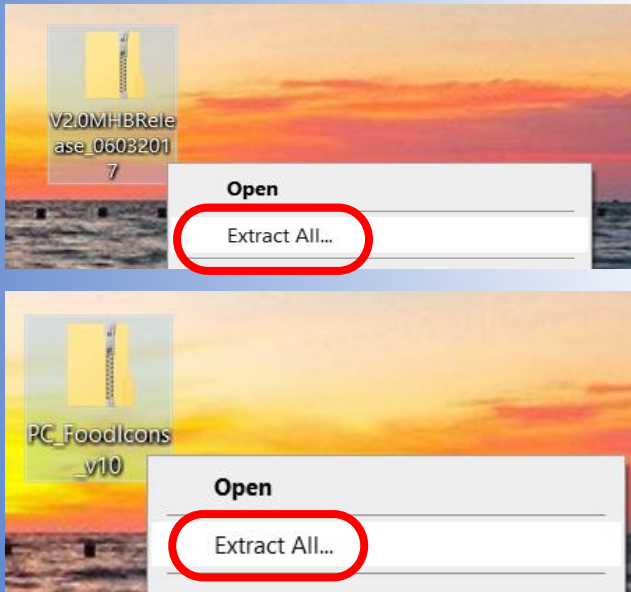 V2.0MHBRele
ase_0603201
7
Open
Extract All...
PC_FoodIcons
_v10
Open
Extract All...